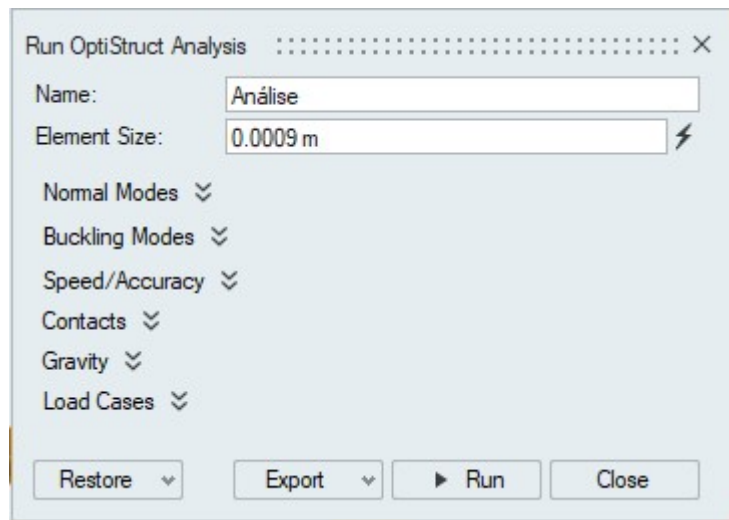 Run OptiStruct Analysis
Name: Análise
Element Size: 0.0009 m
Normal Modes
Buckling Modes
Speed/Accuracy
Contacts
Gravity
Load Cases
Restore Export Run Close